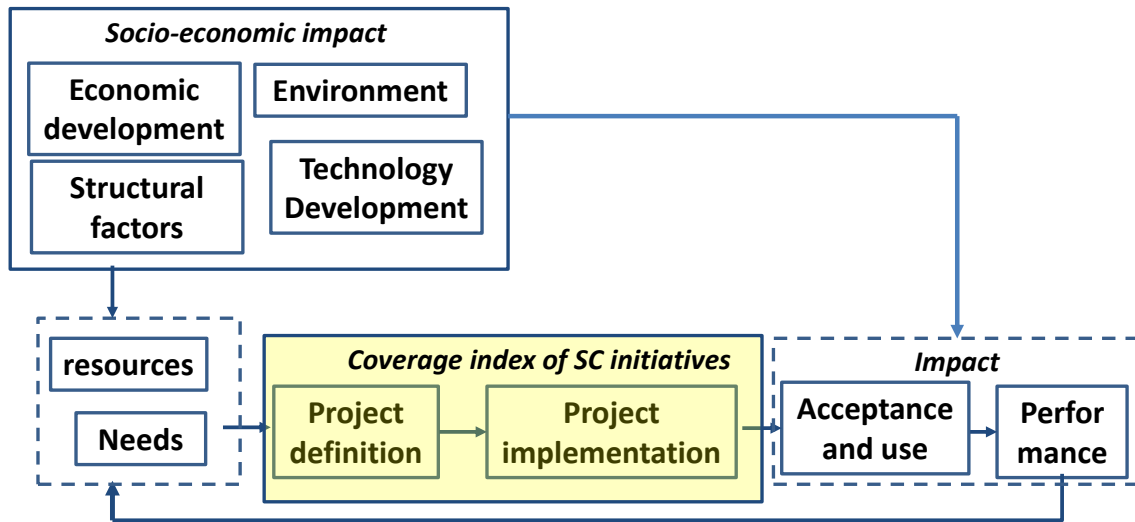 Socio-economic impact
Economic
development
Environment
Structural
factors
Technology
Development
resources
Needs
Coverage index of SC initiatives
Project
definition
Project
implementation
Impact
Acceptance
and use
Perfor
mance